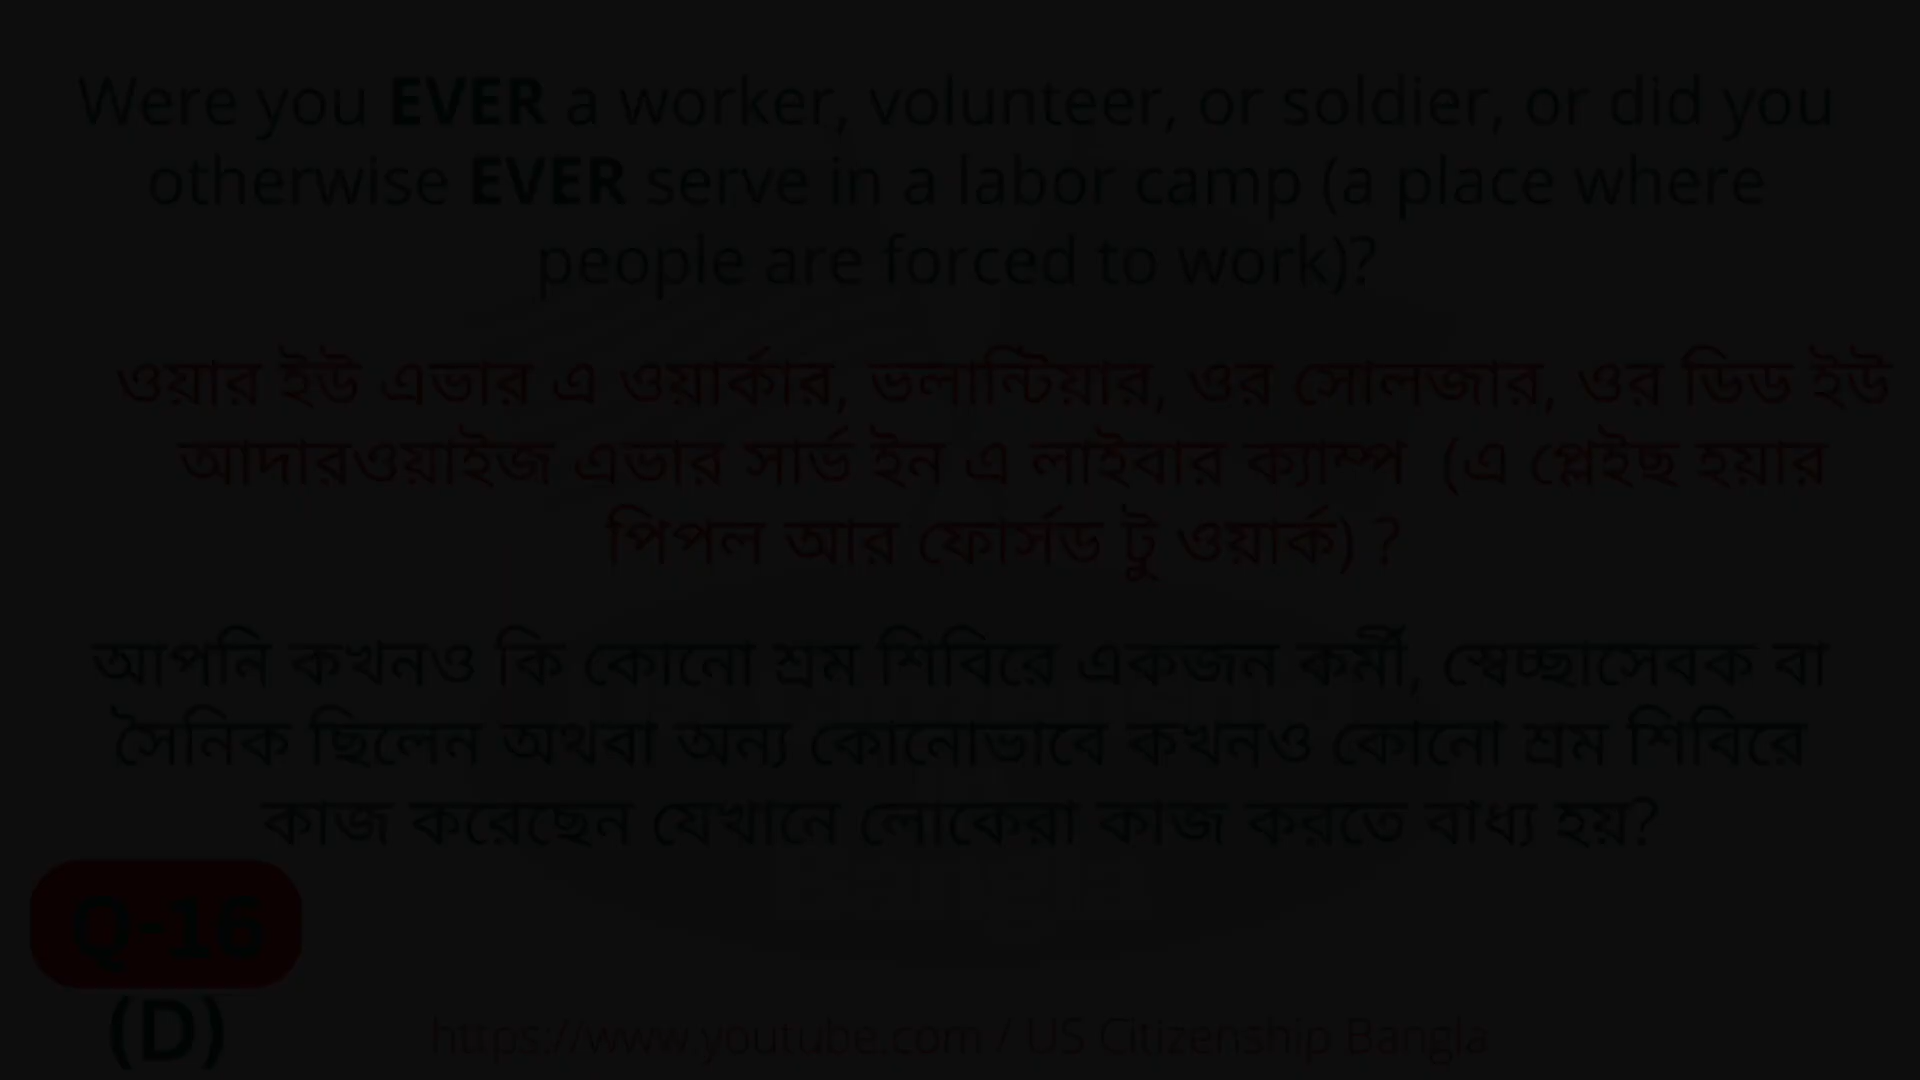 Were you EVER a worker, volunteer, or soldier, or did you
otherwise EVER serve in a labor camp (a place where
people are forced to work)?
ওয়ার ইউ এভার এ ওয়ার্কার, ভলান্টিয়ার, ওর সোলজার, ওর ডিড ইউ
আদারওয়াইজ এভার সার্ভ ইন এ লাইবার ক্যাম্প (এ প্লেইছ হয়ার
পিপল আর ফোর্সড টু ওয়ার্ক) ?
আপনি কখনও কি কোনো শ্রম শিবিরে একজন কর্মী, স্বেচ্ছাসেবক বা
সৈনিক ছিলেন অথবা অন্য কোনোভাবে কখনও কোনো শ্রম শিবিরে
কাজ করেছেন যেখানে লোকেরা কাজ করতে বাধ্য হয়?
Q-16
(D)
https://www.youtube.com / US Citizenship Bangla